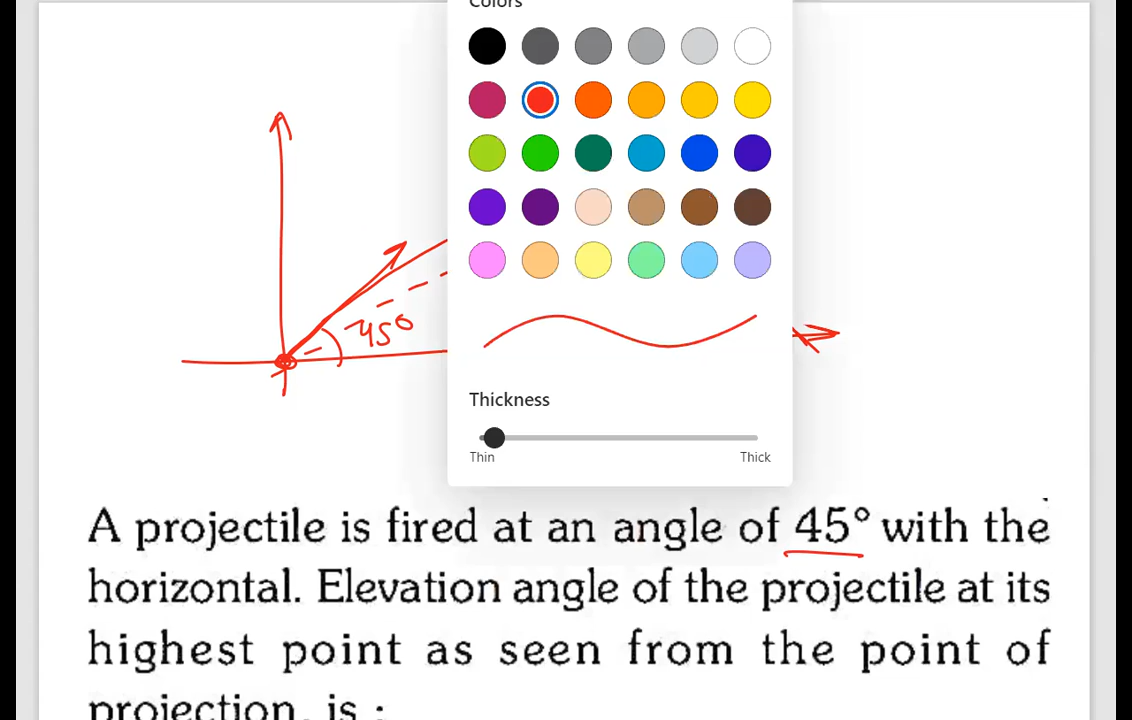 Colors
45°
Thickness
Thin
Thick
A projectile is fired at an angle of 45° with the
horizontal. Elevation angle of the projectile at its
highest point as seen from the point of
projection, is :